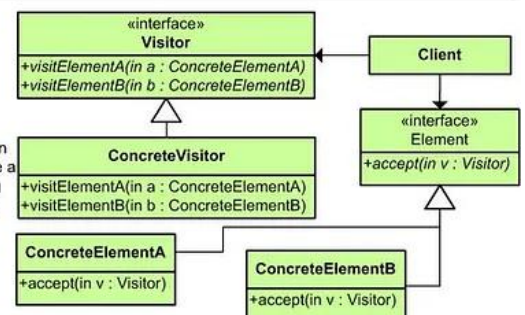 «interface»
Visitor
+visitElementA(in a : ConcreteElementA)
+visitElementB(in b : ConcreteElementB)
Client
«interface»
Element
+accept(in v : Visitor)
ConcreteVisitor
+visitElementA(in a : ConcreteElementA)
+visitElementB(in b : ConcreteElementB)
ConcreteElementA
+accept(in v : Visitor)
ConcreteElementB
+accept(in v : Visitor)